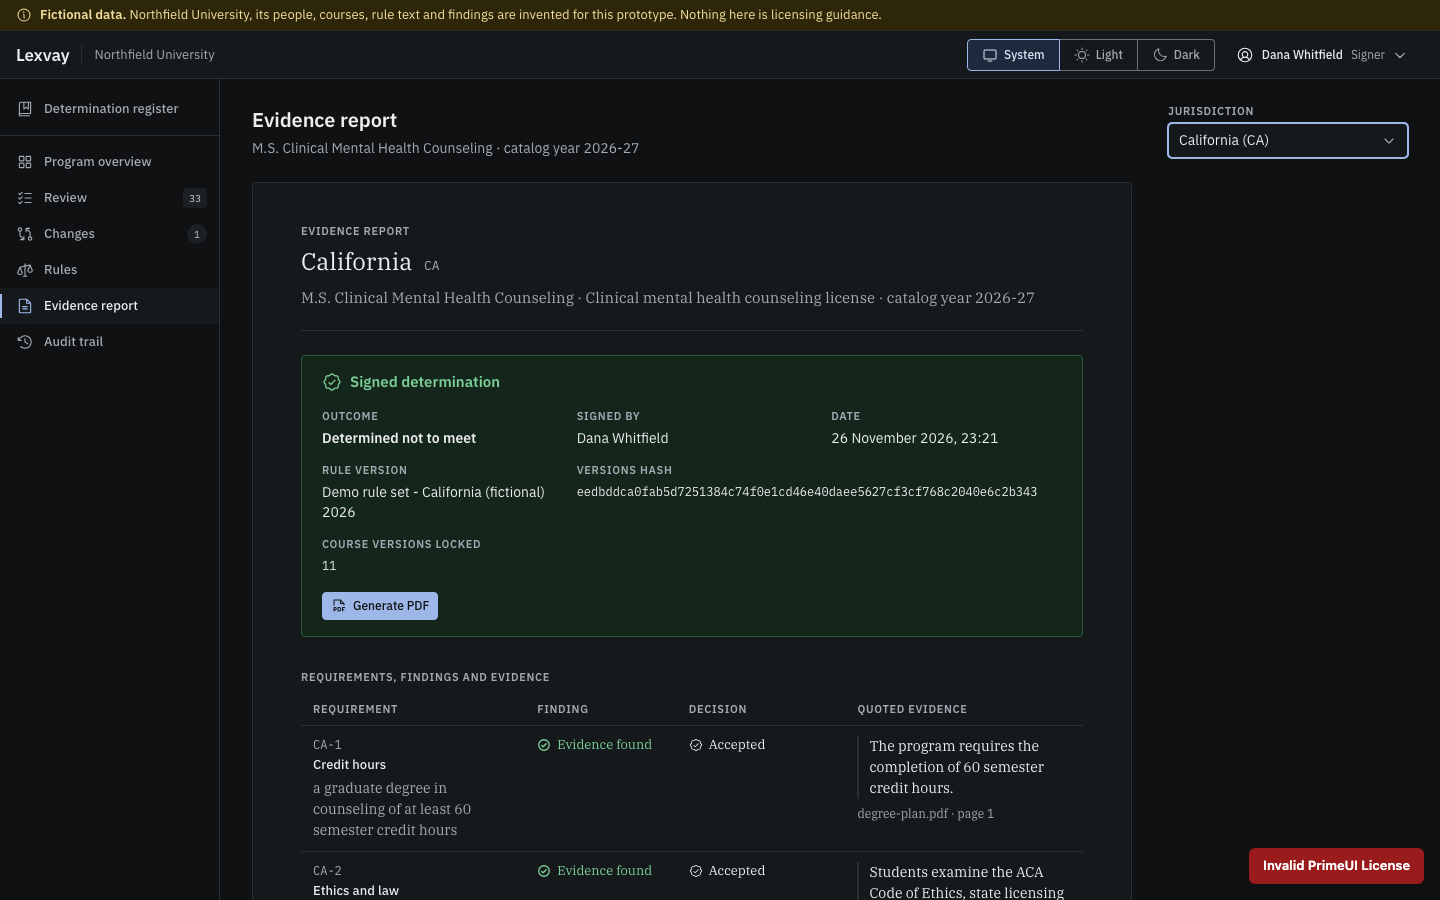 Fictional data. Northfield University, its people, courses, rule text and findings are invented for this prototype. Nothing here is licensing guidance.
Lexvay
Northfield University
System
Light
Dark
Dana Whitfield Signer
Determination register
Program overview
Review 33
Changes 1
Rules
Evidence report
Audit trail
Evidence report
M.S. Clinical Mental Health Counseling · catalog year 2026-27
JURISDICTION
California (CA)
EVIDENCE REPORT
California CA
M.S. Clinical Mental Health Counseling · Clinical mental health counseling license · catalog year 2026-27
Signed determination
OUTCOME
Determined not to meet
SIGNED BY
Dana Whitfield
DATE
26 November 2026, 23:21
RULE VERSION
Demo rule set - California (fictional)
2026
VERSIONS HASH
eedbddca0fab5d7251384c74f0e1cd46e40daee5627cf3cf768c2040e6c2b343
COURSE VERSIONS LOCKED
11
PDF Generate PDF
REQUIREMENTS, FINDINGS AND EVIDENCE
REQUIREMENT FINDING DECISION QUOTED EVIDENCE
CA-1
Credit hours
a graduate degree in
counseling of at least 60
semester credit hours
Evidence found
Accepted
The program requires the
completion of 60 semester
credit hours.
degree-plan.pdf · page 1
CA-2
Ethics and law
Evidence found
Accepted
Students examine the ACA
Code of Ethics, state licensing
Invalid PrimeUI License